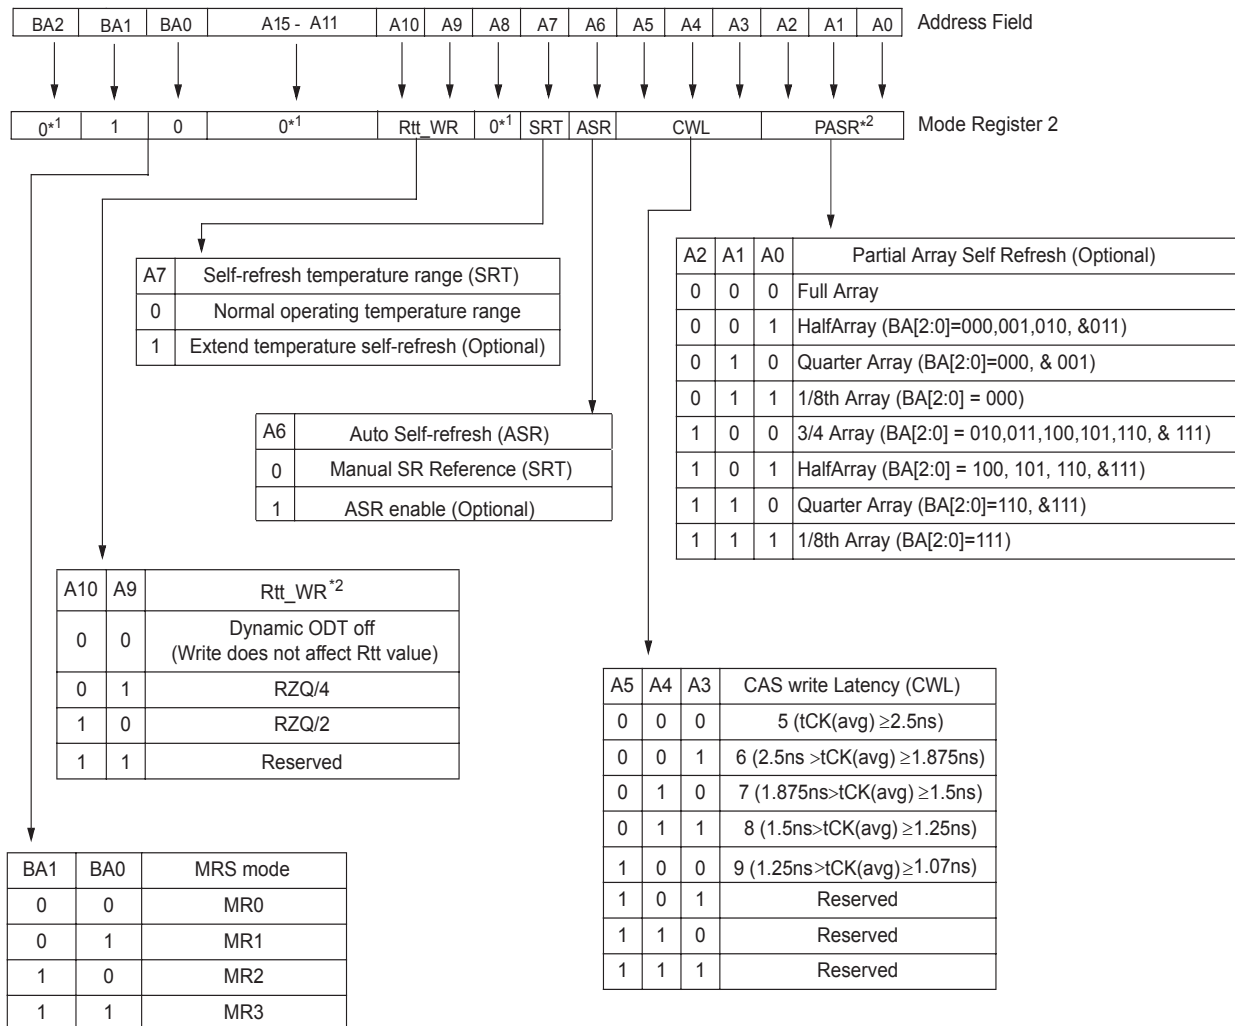 BA2 BA1 BA0 A15 - A11 A10 A9 A8 A7 A6 A5 A4 A3 A2 A1 A0 Address Field
0*1 1 0 0*1 Rtt_WR 0*1 SRT ASR CWL PASR*2 Mode Register 2
A7 Self-refresh temperature range (SRT)
0 Normal operating temperature range
1 Extend temperature self-refresh (Optional)
A6 Auto Self-refresh (ASR)
0 Manual SR Reference (SRT)
1 ASR enable (Optional)
A2 A1 A0 Partial Array Self Refresh (Optional)
0 0 0 Full Array
0 0 1 HalfArray (BA[2:0]=000,001,010, &011)
0 1 0 Quarter Array (BA[2:0]=000, & 001)
0 1 1 1/8th Array (BA[2:0] = 000)
1 0 0 3/4 Array (BA[2:0] = 010,011,100,101,110, & 111)
1 0 1 HalfArray (BA[2:0] = 100, 101, 110, &111)
1 1 0 Quarter Array (BA[2:0]=110, &111)
1 1 1 1/8th Array (BA[2:0]=111)
A10 A9 Rtt_WR*2
0 0 Dynamic ODT off
(Write does not affect Rtt value)
0 1 RZQ/4
1 0 RZQ/2
1 1 Reserved
A5 A4 A3 CAS write Latency (CWL)
0 0 0 5 (tCK(avg) ≥2.5ns)
0 0 1 6 (2.5ns >tCK(avg) ≥1.875ns)
0 1 0 7 (1.875ns>tCK(avg) ≥1.5ns)
0 1 1 8 (1.5ns>tCK(avg) ≥1.25ns)
1 0 0 9 (1.25ns>tCK(avg) ≥1.07ns)
1 0 1 Reserved
1 1 0 Reserved
1 1 1 Reserved
BA1 BA0 MRS mode
0 0 MR0
0 1 MR1
1 0 MR2
1 1 MR3